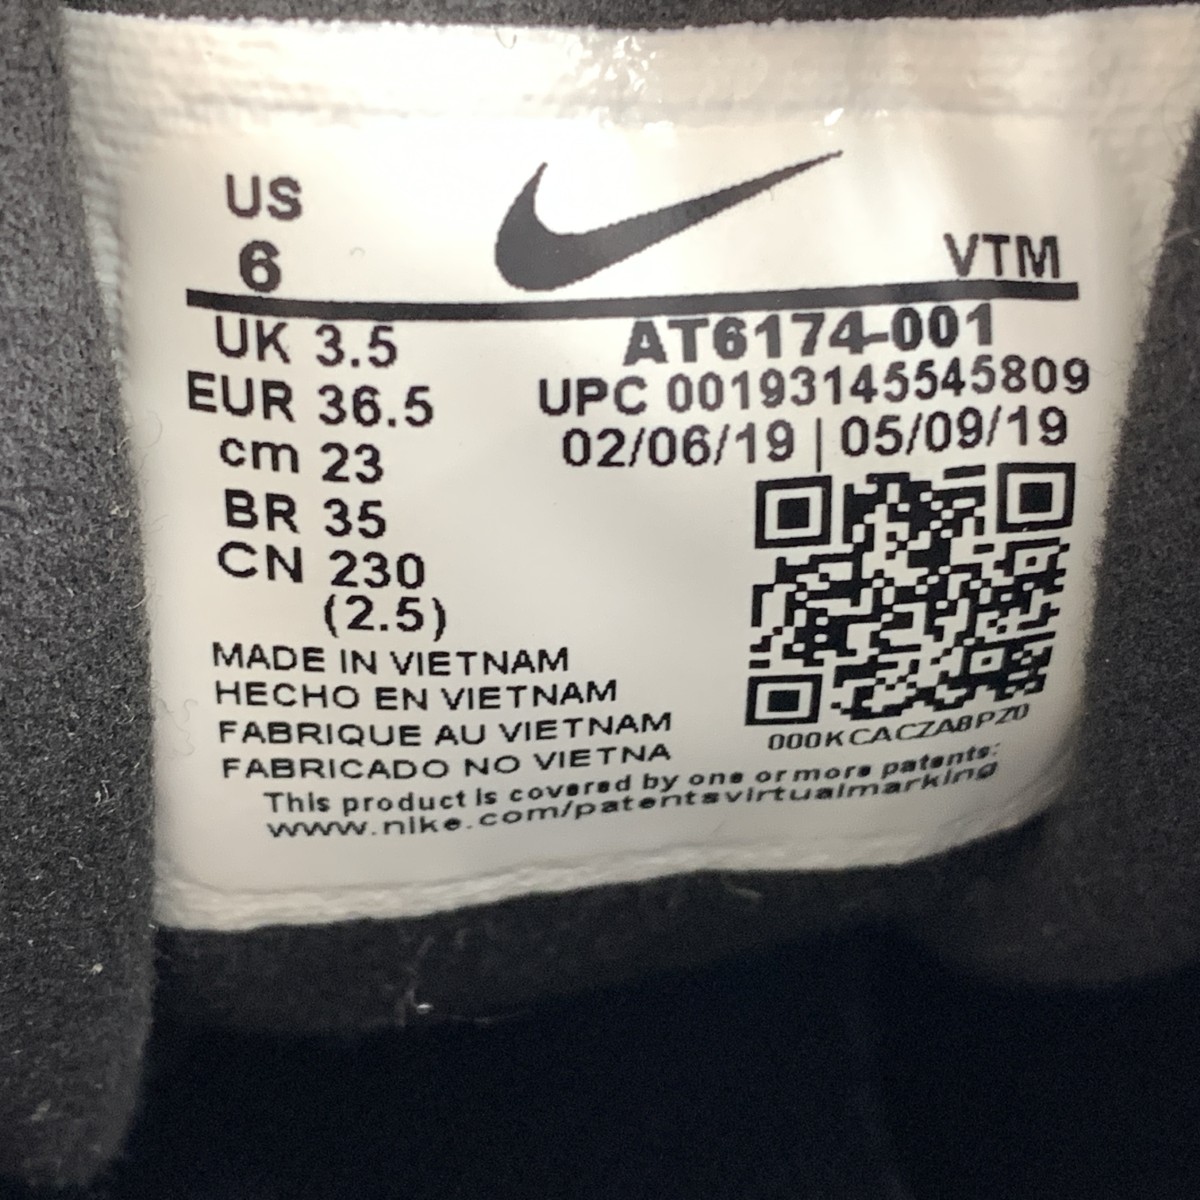 US
6
VTM
UK 3.5
EUR 36.5
cm 23
BR 35
CN 230
(2.5)
AT6174-001
UPC 00193145545809
02/06/19 | 05/09/19
000KCACZA8PZ0
MADE IN VIETNAM
HECHO EN VIETNAM
FABRIQUE AU VIETNAM
FABRICADO NO VIETNA
This product is covered by one or more patents:
www.nike.com/patentsvirtualmarking